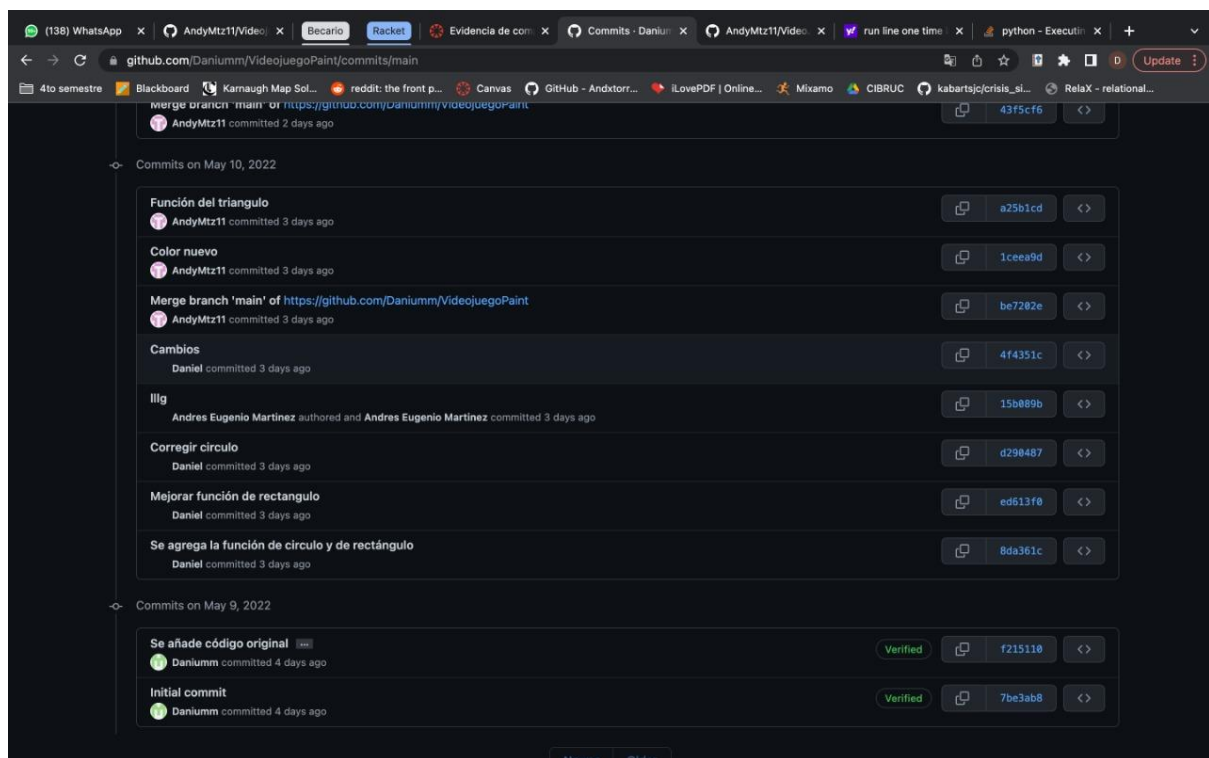 (138) WhatsApp
AndyMtz11/Video
Becario
Racket
Evidencia de com
Commits · Danium
AndyMtz11/Video.
run line one time
python - Executin
github.com/Daniumm/VideojuegoPaint/commits/main
D
Update
4to semestre
Blackboard
Karnaugh Map Sol...
reddit: the front p...
Canvas
GitHub - Andxtorr...
iLovePDF | Online...
Mixamo
CIBRUC
kabartsjc/crisis_si...
RelaX - relational...
Merge branch 'main' of https://github.com/Daniumm/VideojuegoPaint
AndyMtz11 committed 2 days ago
43f5cf6
Commits on May 10, 2022
Función del triangulo
AndyMtz11 committed 3 days ago
a25b1cd
Color nuevo
AndyMtz11 committed 3 days ago
1ceea9d
Merge branch 'main' of https://github.com/Daniumm/VideojuegoPaint
AndyMtz11 committed 3 days ago
be7202e
Cambios
Daniel committed 3 days ago
4f4351c
Andres Eugenio Martinez authored and Andres Eugenio Martinez committed 3 days ago
15b089b
Corregir circulo
Daniel committed 3 days ago
d290487
Mejorar función de rectangulo
Daniel committed 3 days ago
ed613f0
Se agrega la función de circulo y de rectángulo
Daniel committed 3 days ago
8da361c
Commits on May 9, 2022
Se añade código original ...
Daniumm committed 4 days ago
Verified
f215110
Initial commit
Daniumm committed 4 days ago
Verified
7be3ab8